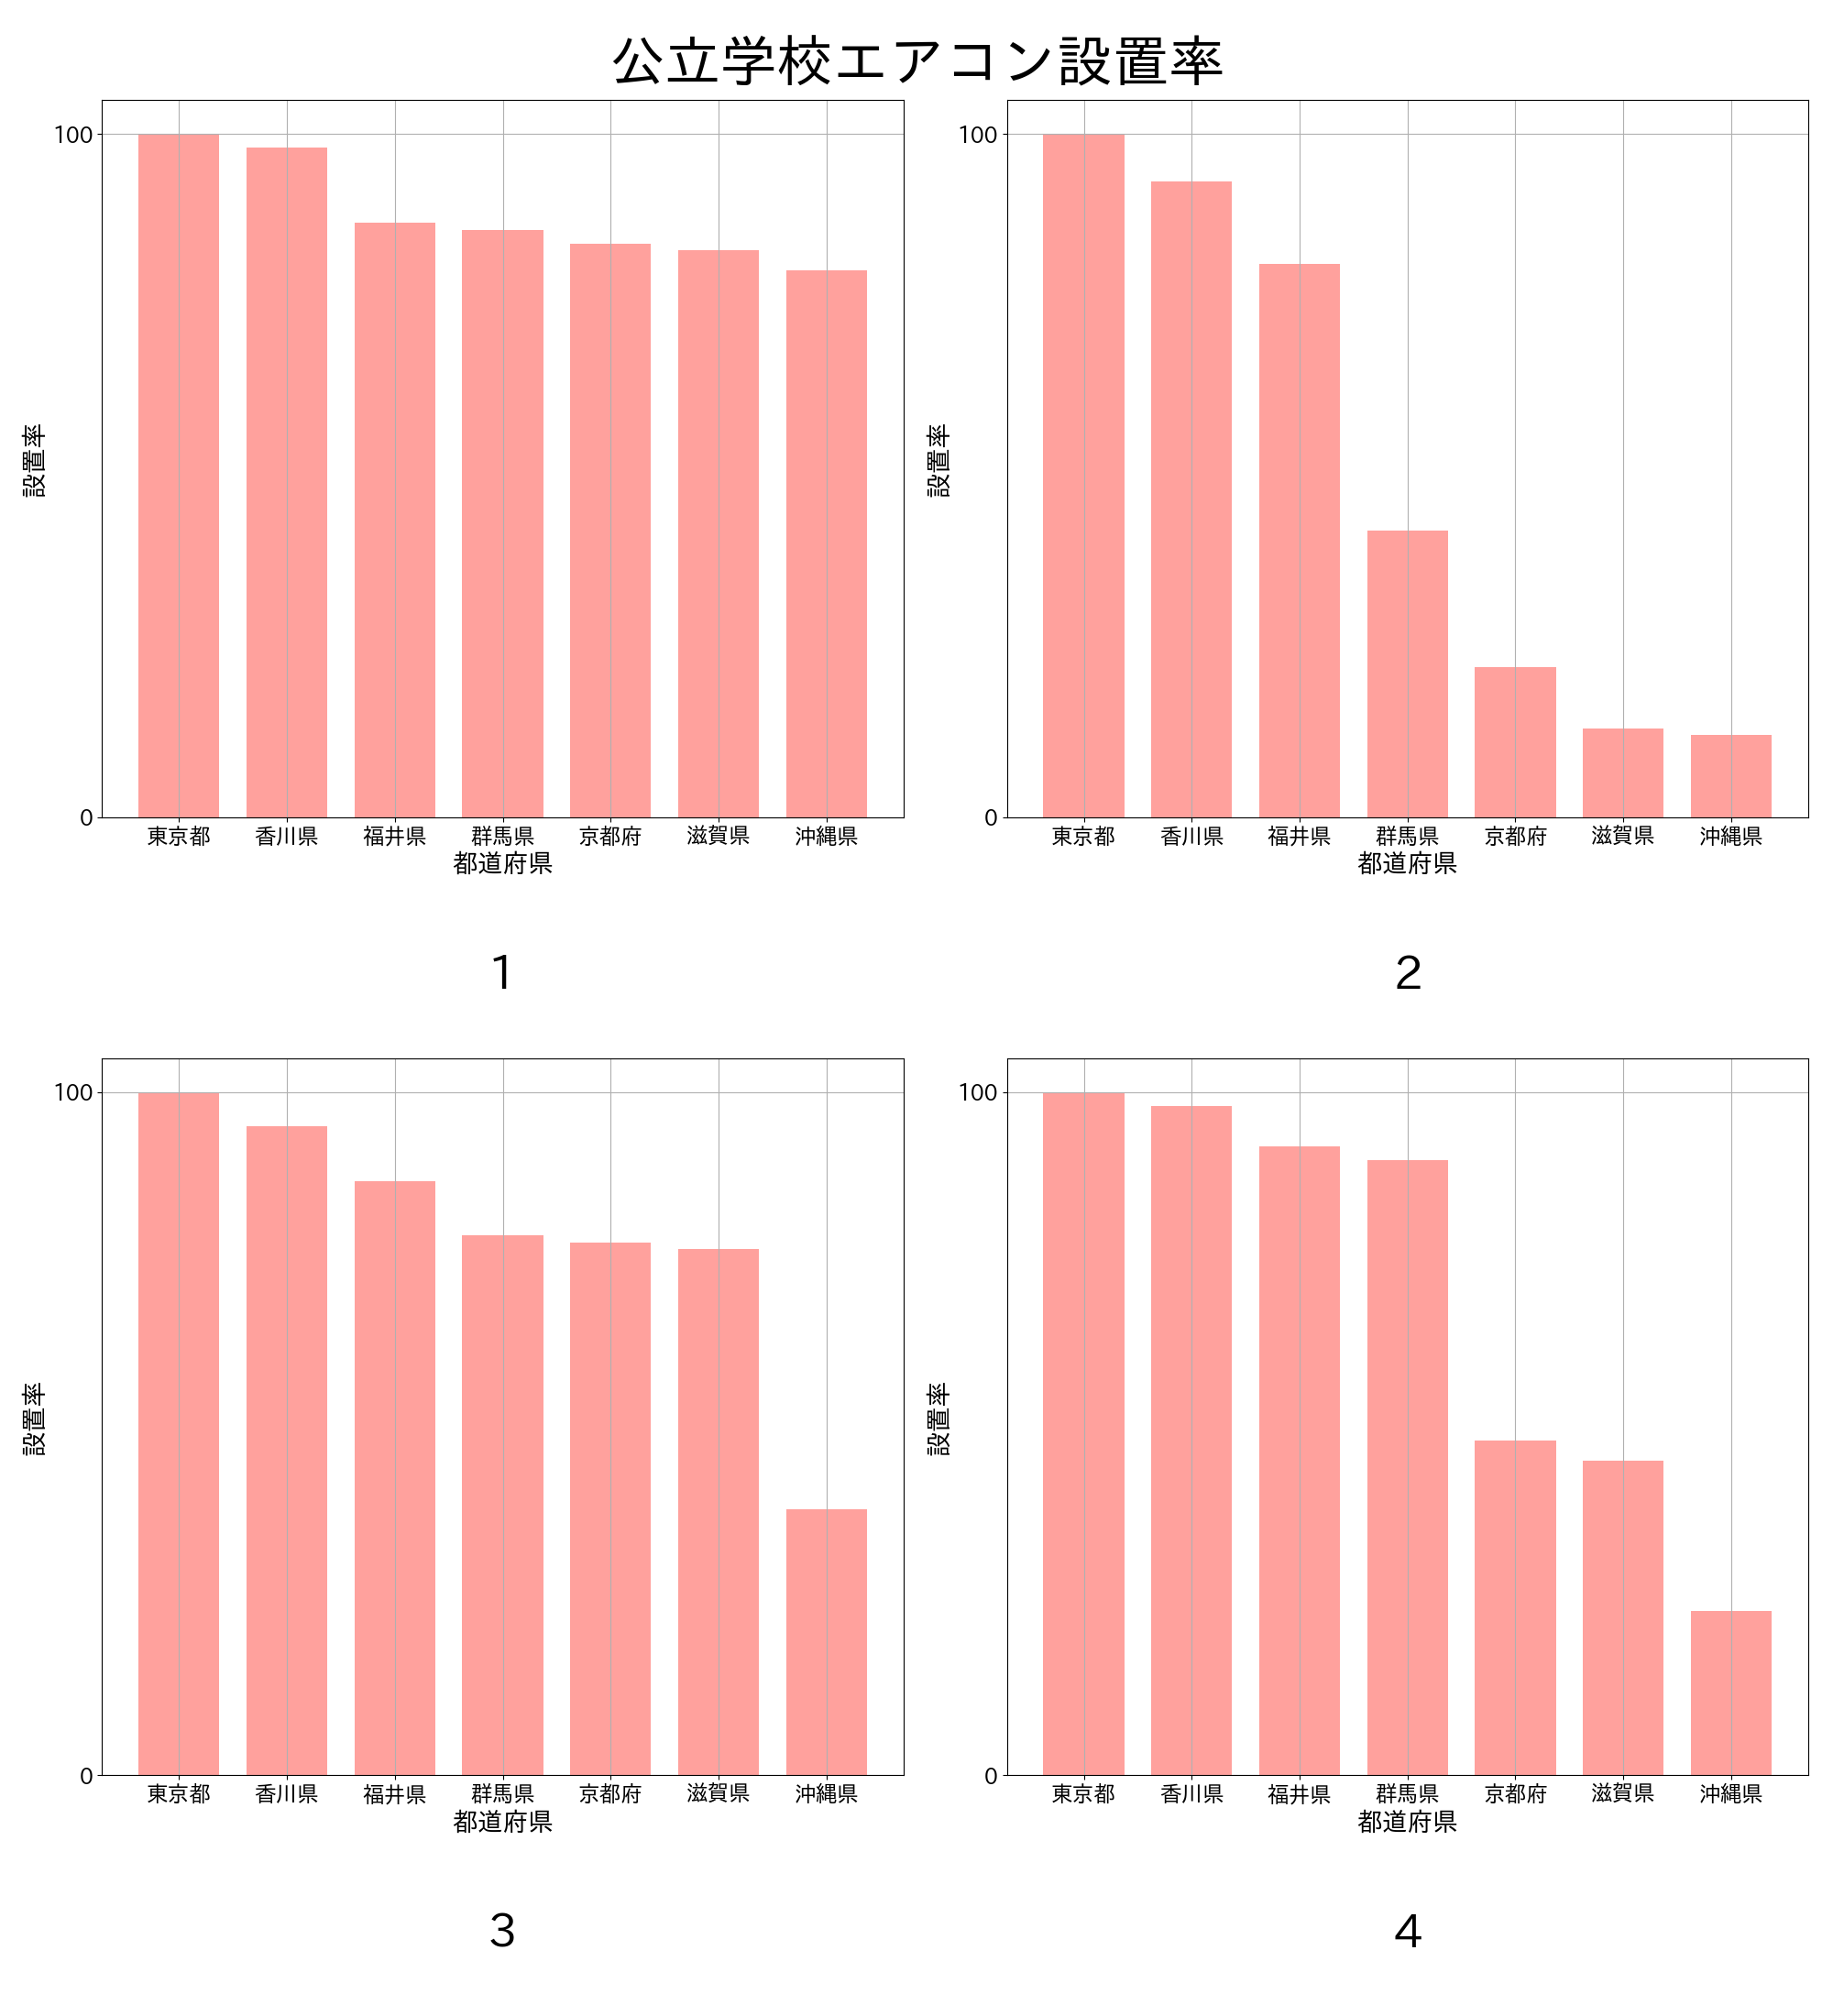 公立学校エアコン設置率
100
0
設置率
東京都 香川県 福井県 群馬県 京都府 滋賀県 沖縄県
都道府県
1
100
0
設置率
東京都 香川県 福井県 群馬県 京都府 滋賀県 沖縄県
都道府県
2
100
0
設置率
東京都 香川県 福井県 群馬県 京都府 滋賀県 沖縄県
都道府県
3
100
0
設置率
東京都 香川県 福井県 群馬県 京都府 滋賀県 沖縄県
都道府県
4